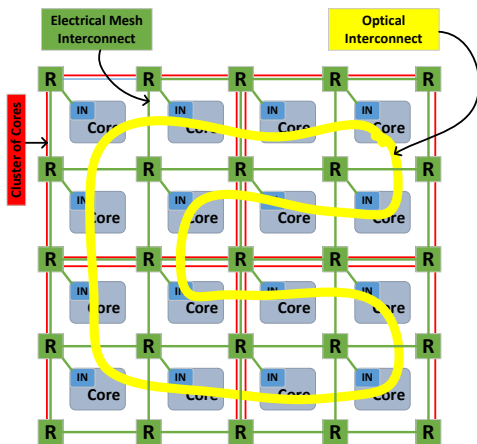 Electrical Mesh
Interconnect
Optical
Interconnect
Cluster of Cores
R R R R R
IN IN IN IN
Core Core Core Core
R R R R R
IN IN IN IN
Core Core Core Core
R R R R R
IN IN IN IN
Core Core Core Core
R R R R R
IN IN IN IN
Core Core Core Core
R R R R R